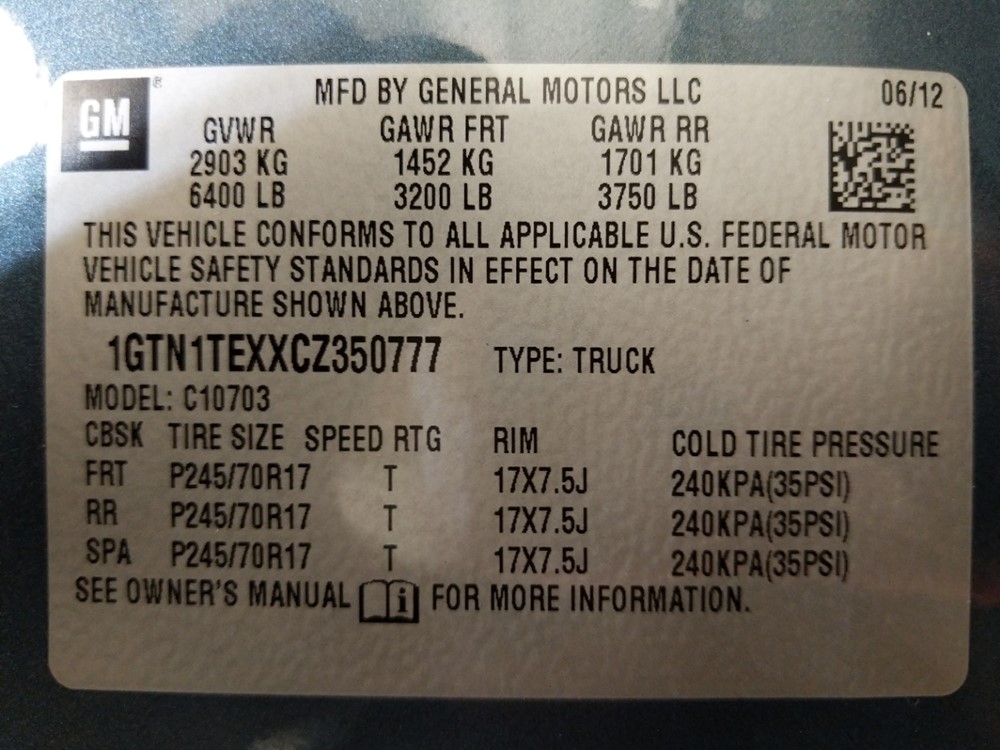 GM ® MFD BY GENERAL MOTORS LLC 06/12
GVWR GAWR FRT GAWR RR
2903 KG 1452 KG 1701 KG
6400 LB 3200 LB 3750 LB
THIS VEHICLE CONFORMS TO ALL APPLICABLE U.S. FEDERAL MOTOR
VEHICLE SAFETY STANDARDS IN EFFECT ON THE DATE OF
MANUFACTURE SHOWN ABOVE.
1GTN1TEXXCZ350777 TYPE: TRUCK
MODEL: C10703
CBSK TIRE SIZE SPEED RTG RIM COLD TIRE PRESSURE
FRT P245/70R17 T 17X7.5J 240KPA(35PSI)
RR P245/70R17 T 17X7.5J 240KPA(35PSI)
SPA P245/70R17 T 17X7.5J 240KPA(35PSI)
SEE OWNER'S MANUAL i FOR MORE INFORMATION.